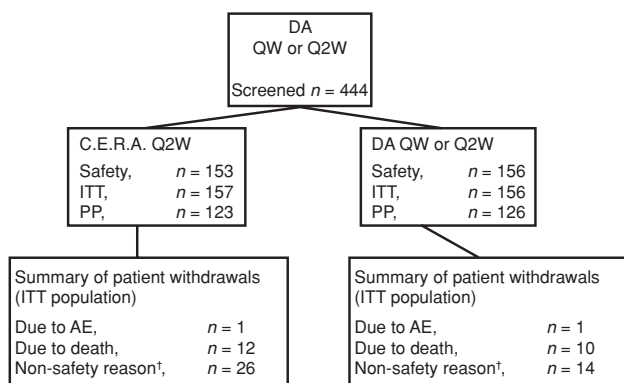 DA
QW or Q2W
Screened n = 444
C.E.R.A. Q2W
Safety, n = 153
ITT, n = 157
PP, n = 123
DA QW or Q2W
Safety, n = 156
ITT, n = 156
PP, n = 126
Summary of patient withdrawals
(ITT population)
Due to AE, n = 1
Due to death, n = 12
Non-safety reason†, n = 26
Summary of patient withdrawals
(ITT population)
Due to AE, n = 1
Due to death, n = 10
Non-safety reason†, n = 14